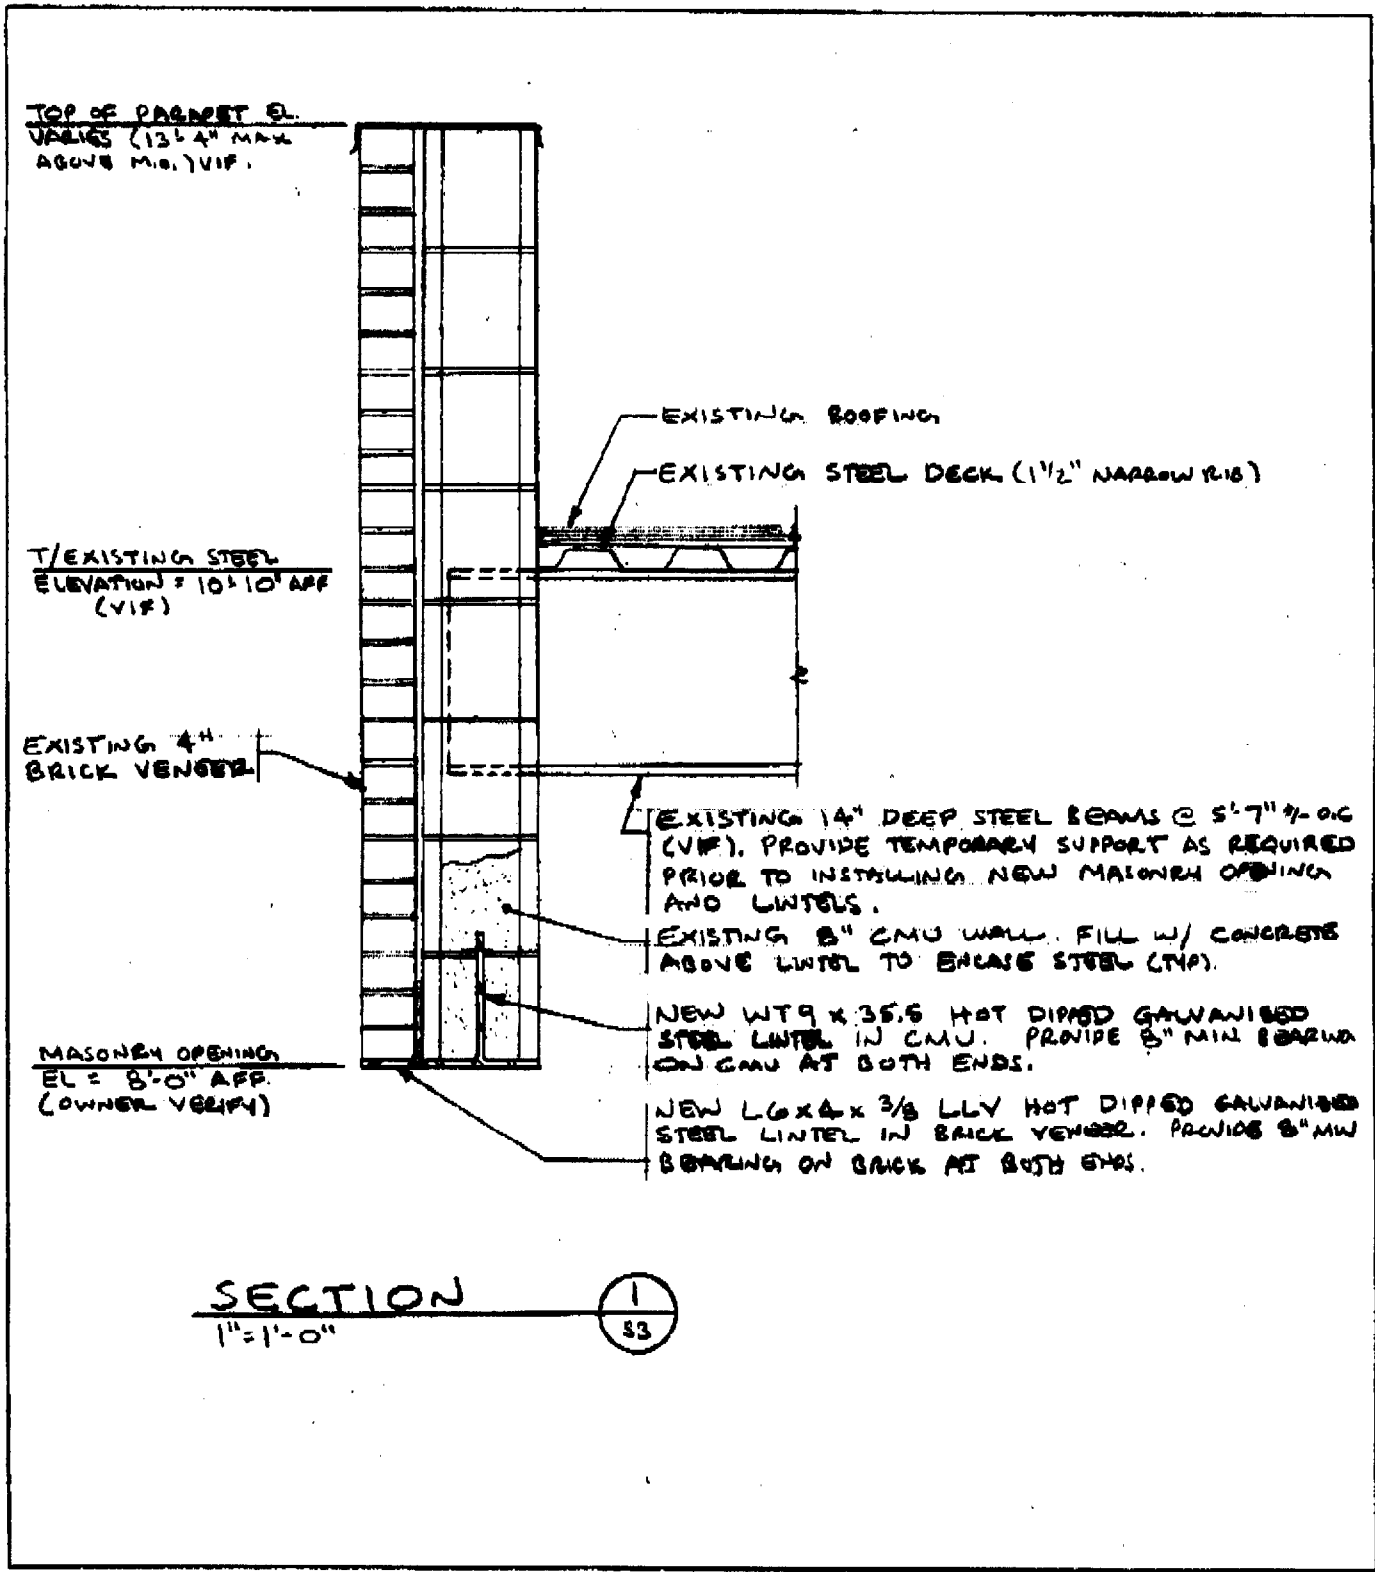 TOP OF PARAPET EL.
VARIES (13'-4" MAX
ABOVE M.O.) VIF.
EXISTING ROOFING
EXISTING STEEL DECK (1 1/2" NARROW RIB)
T/EXISTING STEEL
ELEVATION = 10'-10" AFF
(VIF)
EXISTING 4"
BRICK VENEER
EXISTING 14" DEEP STEEL BEAMS @ 5'-7" +/- O.C
(VIF). PROVIDE TEMPORARY SUPPORT AS REQUIRED
PRIOR TO INSTALLING NEW MASONRY OPENING
AND LINTELS.
EXISTING 8" CMU WALL. FILL W/ CONCRETE
ABOVE LINTEL TO ENCASE STEEL (TYP).
NEW WT9 x 35.5 HOT DIPPED GALVANIZED
STEEL LINTEL IN CMU. PROVIDE 8" MIN BEARING
ON CMU AT BOTH ENDS.
MASONRY OPENING
EL = 8'-0" AFF.
(OWNER VERIFY)
NEW L6x4x 3/8 LLV HOT DIPPED GALVANIZED
STEEL LINTEL IN BRICK VENEER. PROVIDE 8" MIN
BEARING ON BRICK AT BOTH ENDS.
SECTION
1"=1'-0"
1
S3